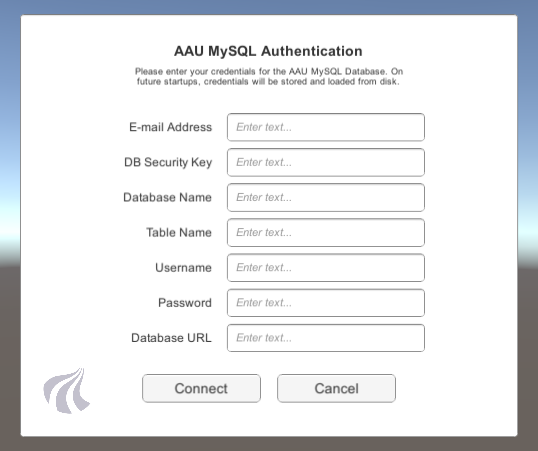 AAU MySQL Authentication
Please enter your credentials for the AAU MySQL Database. On
future startups, credentials will be stored and loaded from disk.
E-mail Address Enter text...
DB Security Key Enter text...
Database Name Enter text...
Table Name Enter text...
Username Enter text...
Password Enter text...
Database URL Enter text...
Connect Cancel